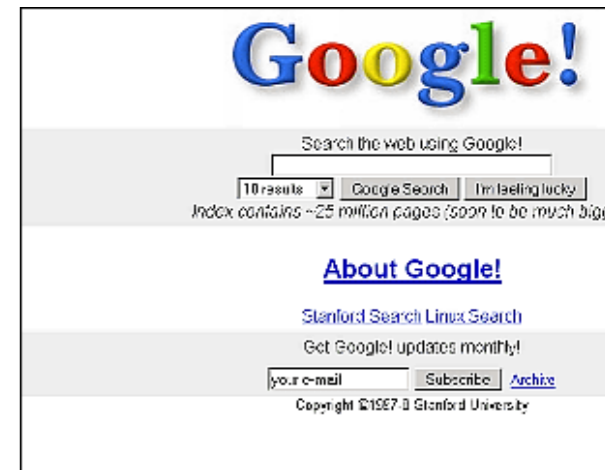 Google!
Search the web using Google!
10 results Google Search I'm feeling lucky
Index contains ~25 million pages (soon to be much bigg
About Google!
Stanford Search Linux Search
Get Google! updates monthly!
your e-mail Subscribe Archive
Copyright ©1997-8 Stanford University